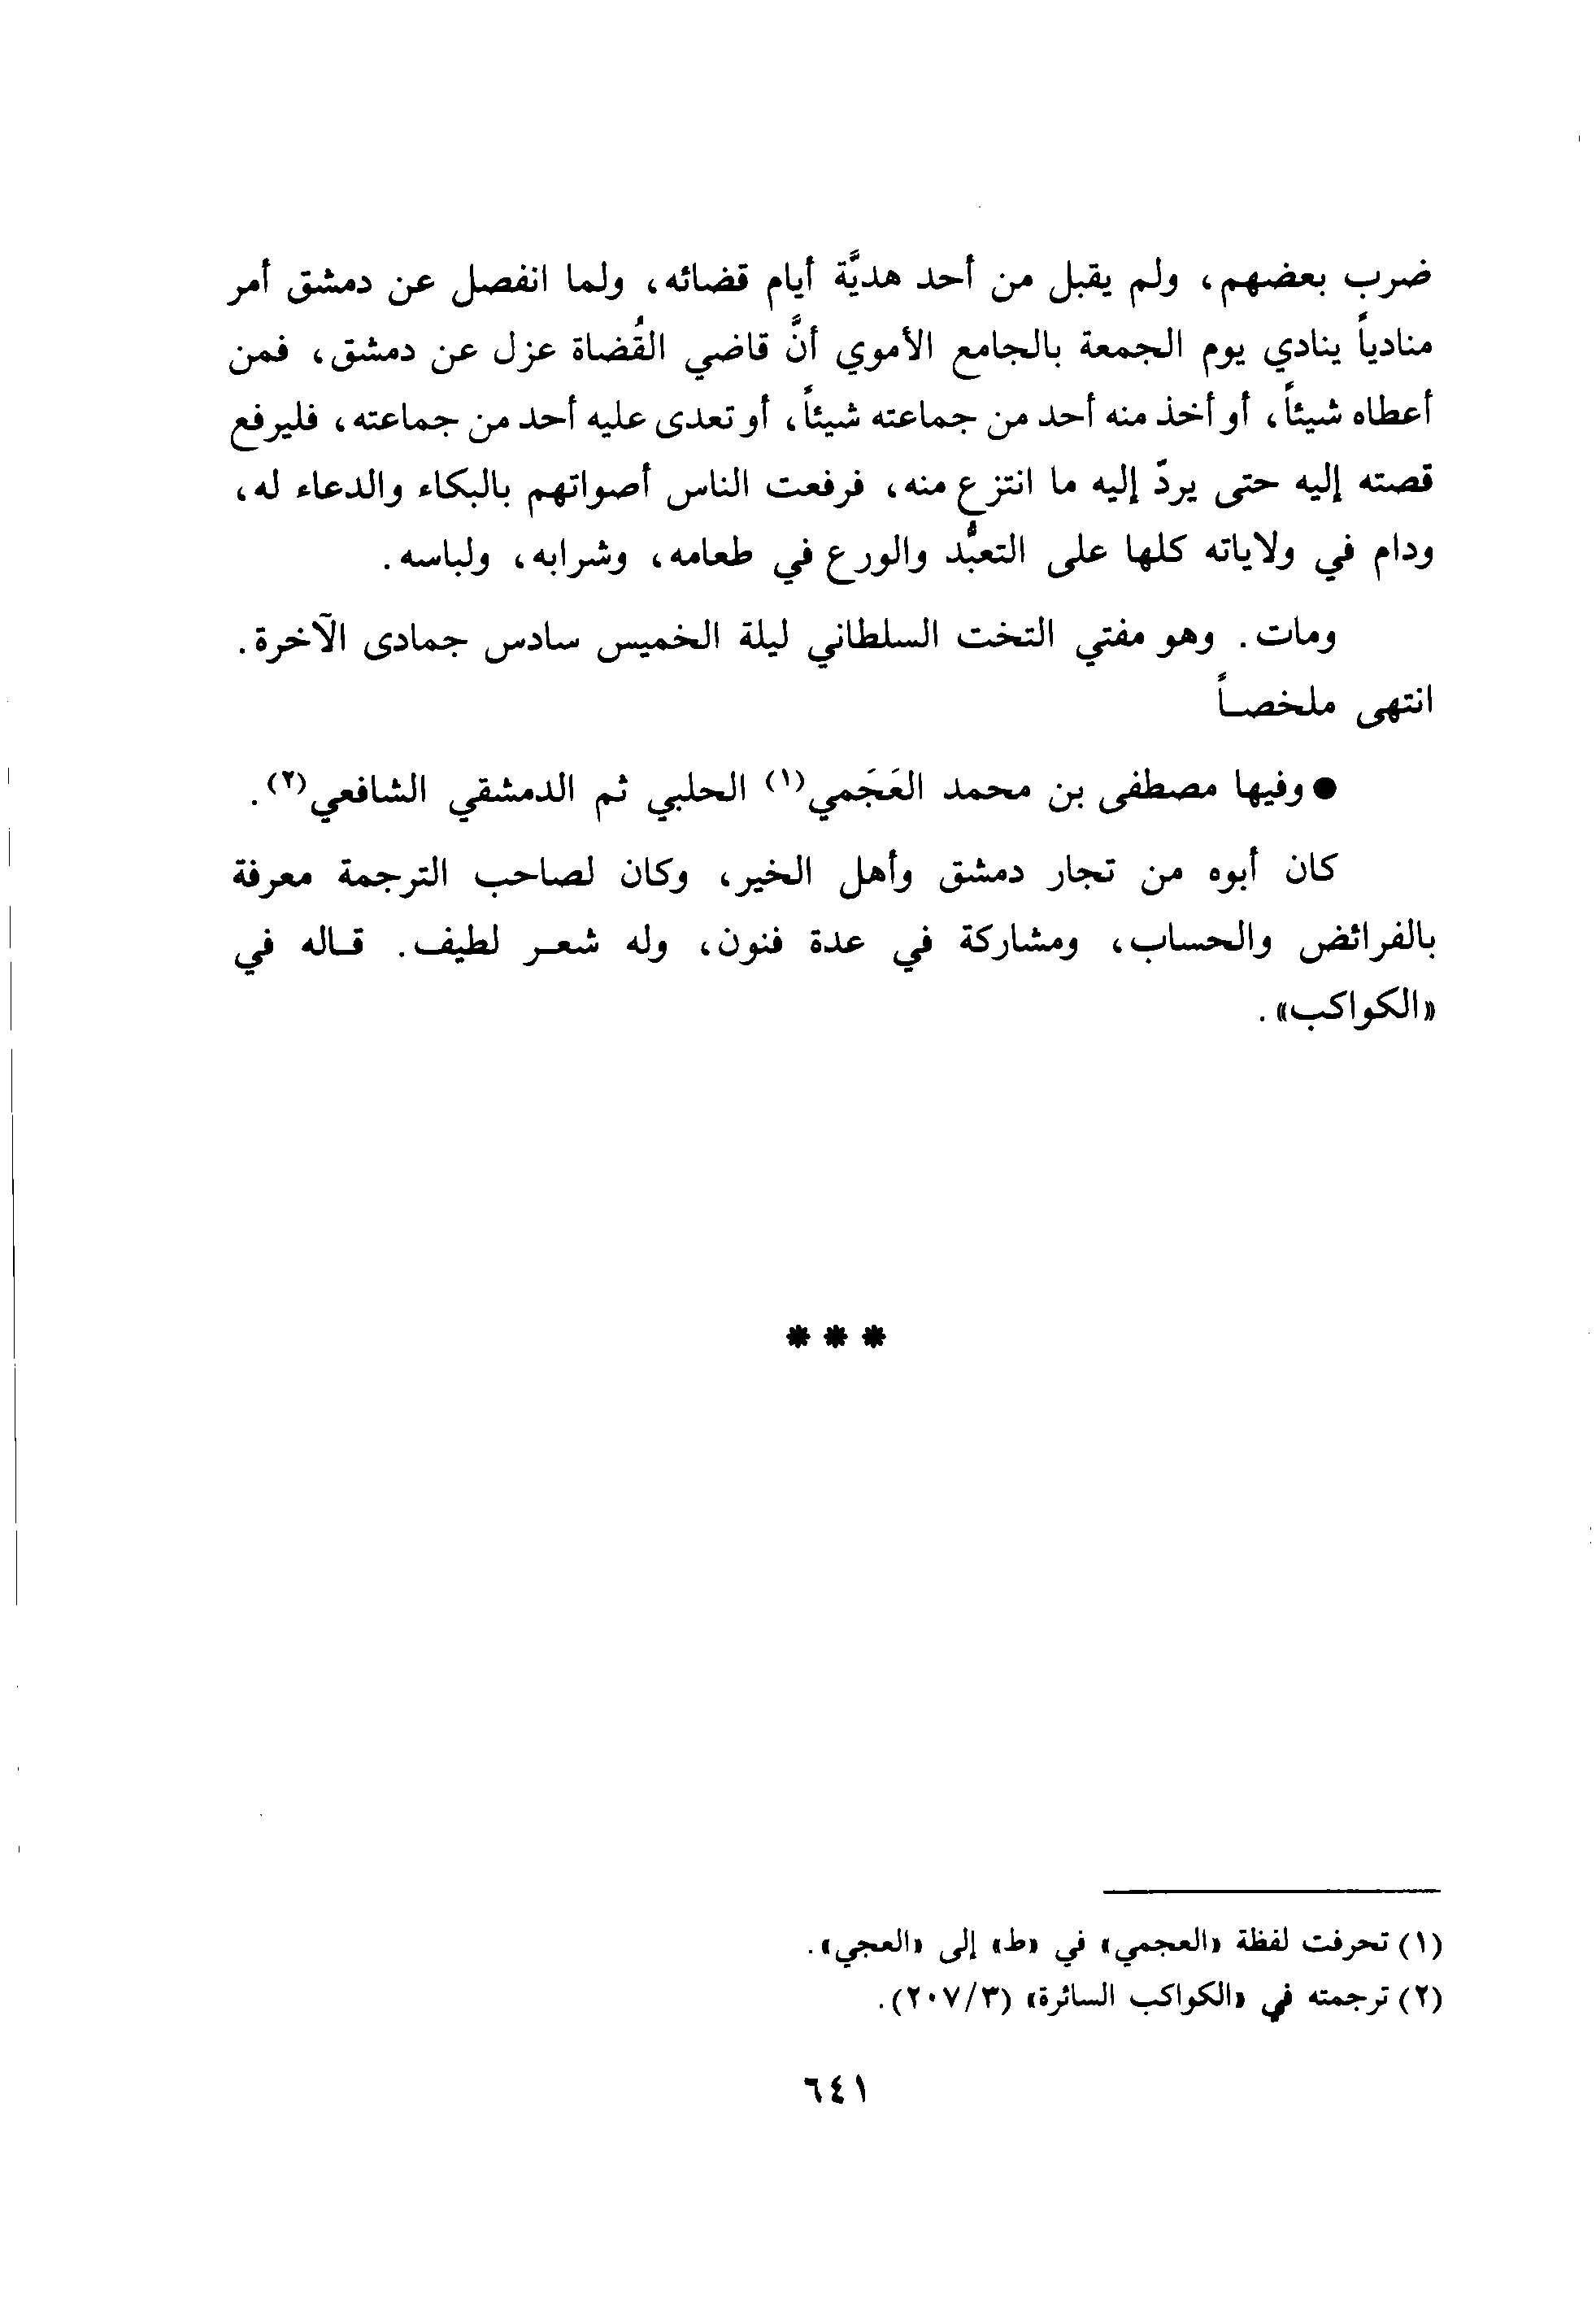 ضرب بعضهم، ولم يقبل من أحد هديَّة أيام قضائه، ولما انفصل عن دمشق أمر
منادياً ينادي يوم الجمعة بالجامع الأموي أنَّ قاضي القُضاة عزل عن دمشق، فمن
أعطاه شيئاً، أو أخذ منه أحد من جماعته شيئاً، أو تعدى عليه أحد من جماعته، فليرفع
قصته إليه حتى يردّ إليه ما انتزع منه، فرفعت الناس أصواتهم بالبكاء والدعاء له،
ودام في ولاياته كلها على التعبُّد والورع في طعامه، وشرابه، ولباسه.
ومات. وهو مفتي التخت السلطاني ليلة الخميس سادس جمادى الآخرة.
انتهى ملخصـاً
● وفيها مصطفى بن محمد العَجَمي(١) الحلبي ثم الدمشقي الشافعي(٢).
كان أبوه من تجار دمشق وأهل الخير، وكان لصاحب الترجمة معرفة
بالفرائض والحساب، ومشاركة في عدة فنون، وله شعـر لطيف. قـاله في
«الكواكب».
* * *
(١) تحرفت لفظة «العجمي» في «ط» إلى «العجي».
(٢) ترجمته في «الكواكب السائرة» (٣/٢٠٧).
٦٤١